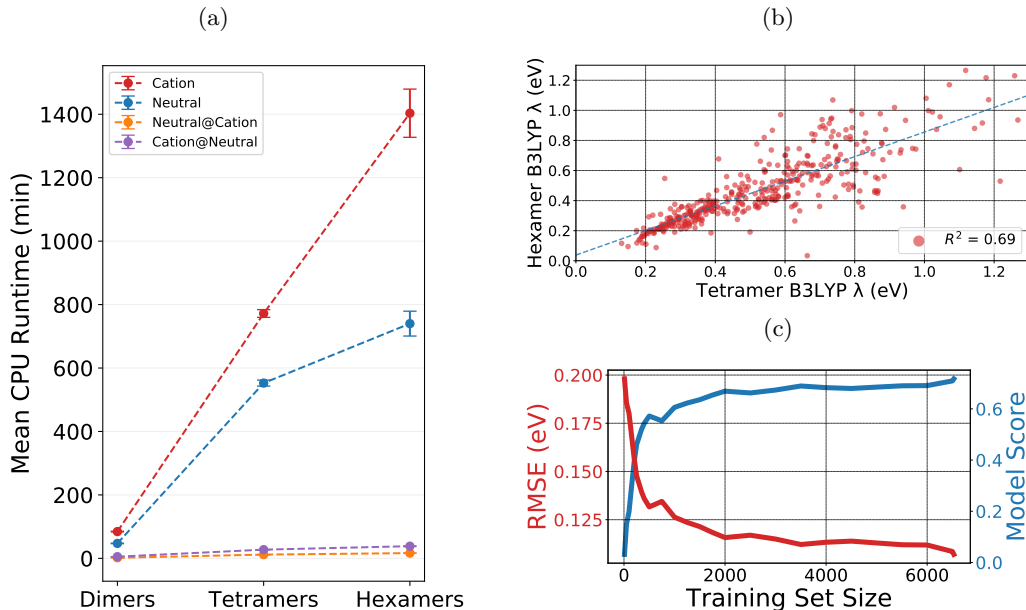 (a)
Mean CPU Runtime (min)
1400
1200
1000
800
600
400
200
0
Cation
Neutral
Neutral@Cation
Cation@Neutral
Dimers Tetramers Hexamers
(b)
Hexamer B3LYP λ (eV)
1.2
1.0
0.8
0.6
0.4
0.2
0.0
R² = 0.69
0.0 0.2 0.4 0.6 0.8 1.0 1.2
Tetramer B3LYP λ (eV)
(c)
RMSE (eV)
0.200
0.175
0.150
0.125
0.6
0.4
0.2
0.0
Model Score
0 2000 4000 6000
Training Set Size